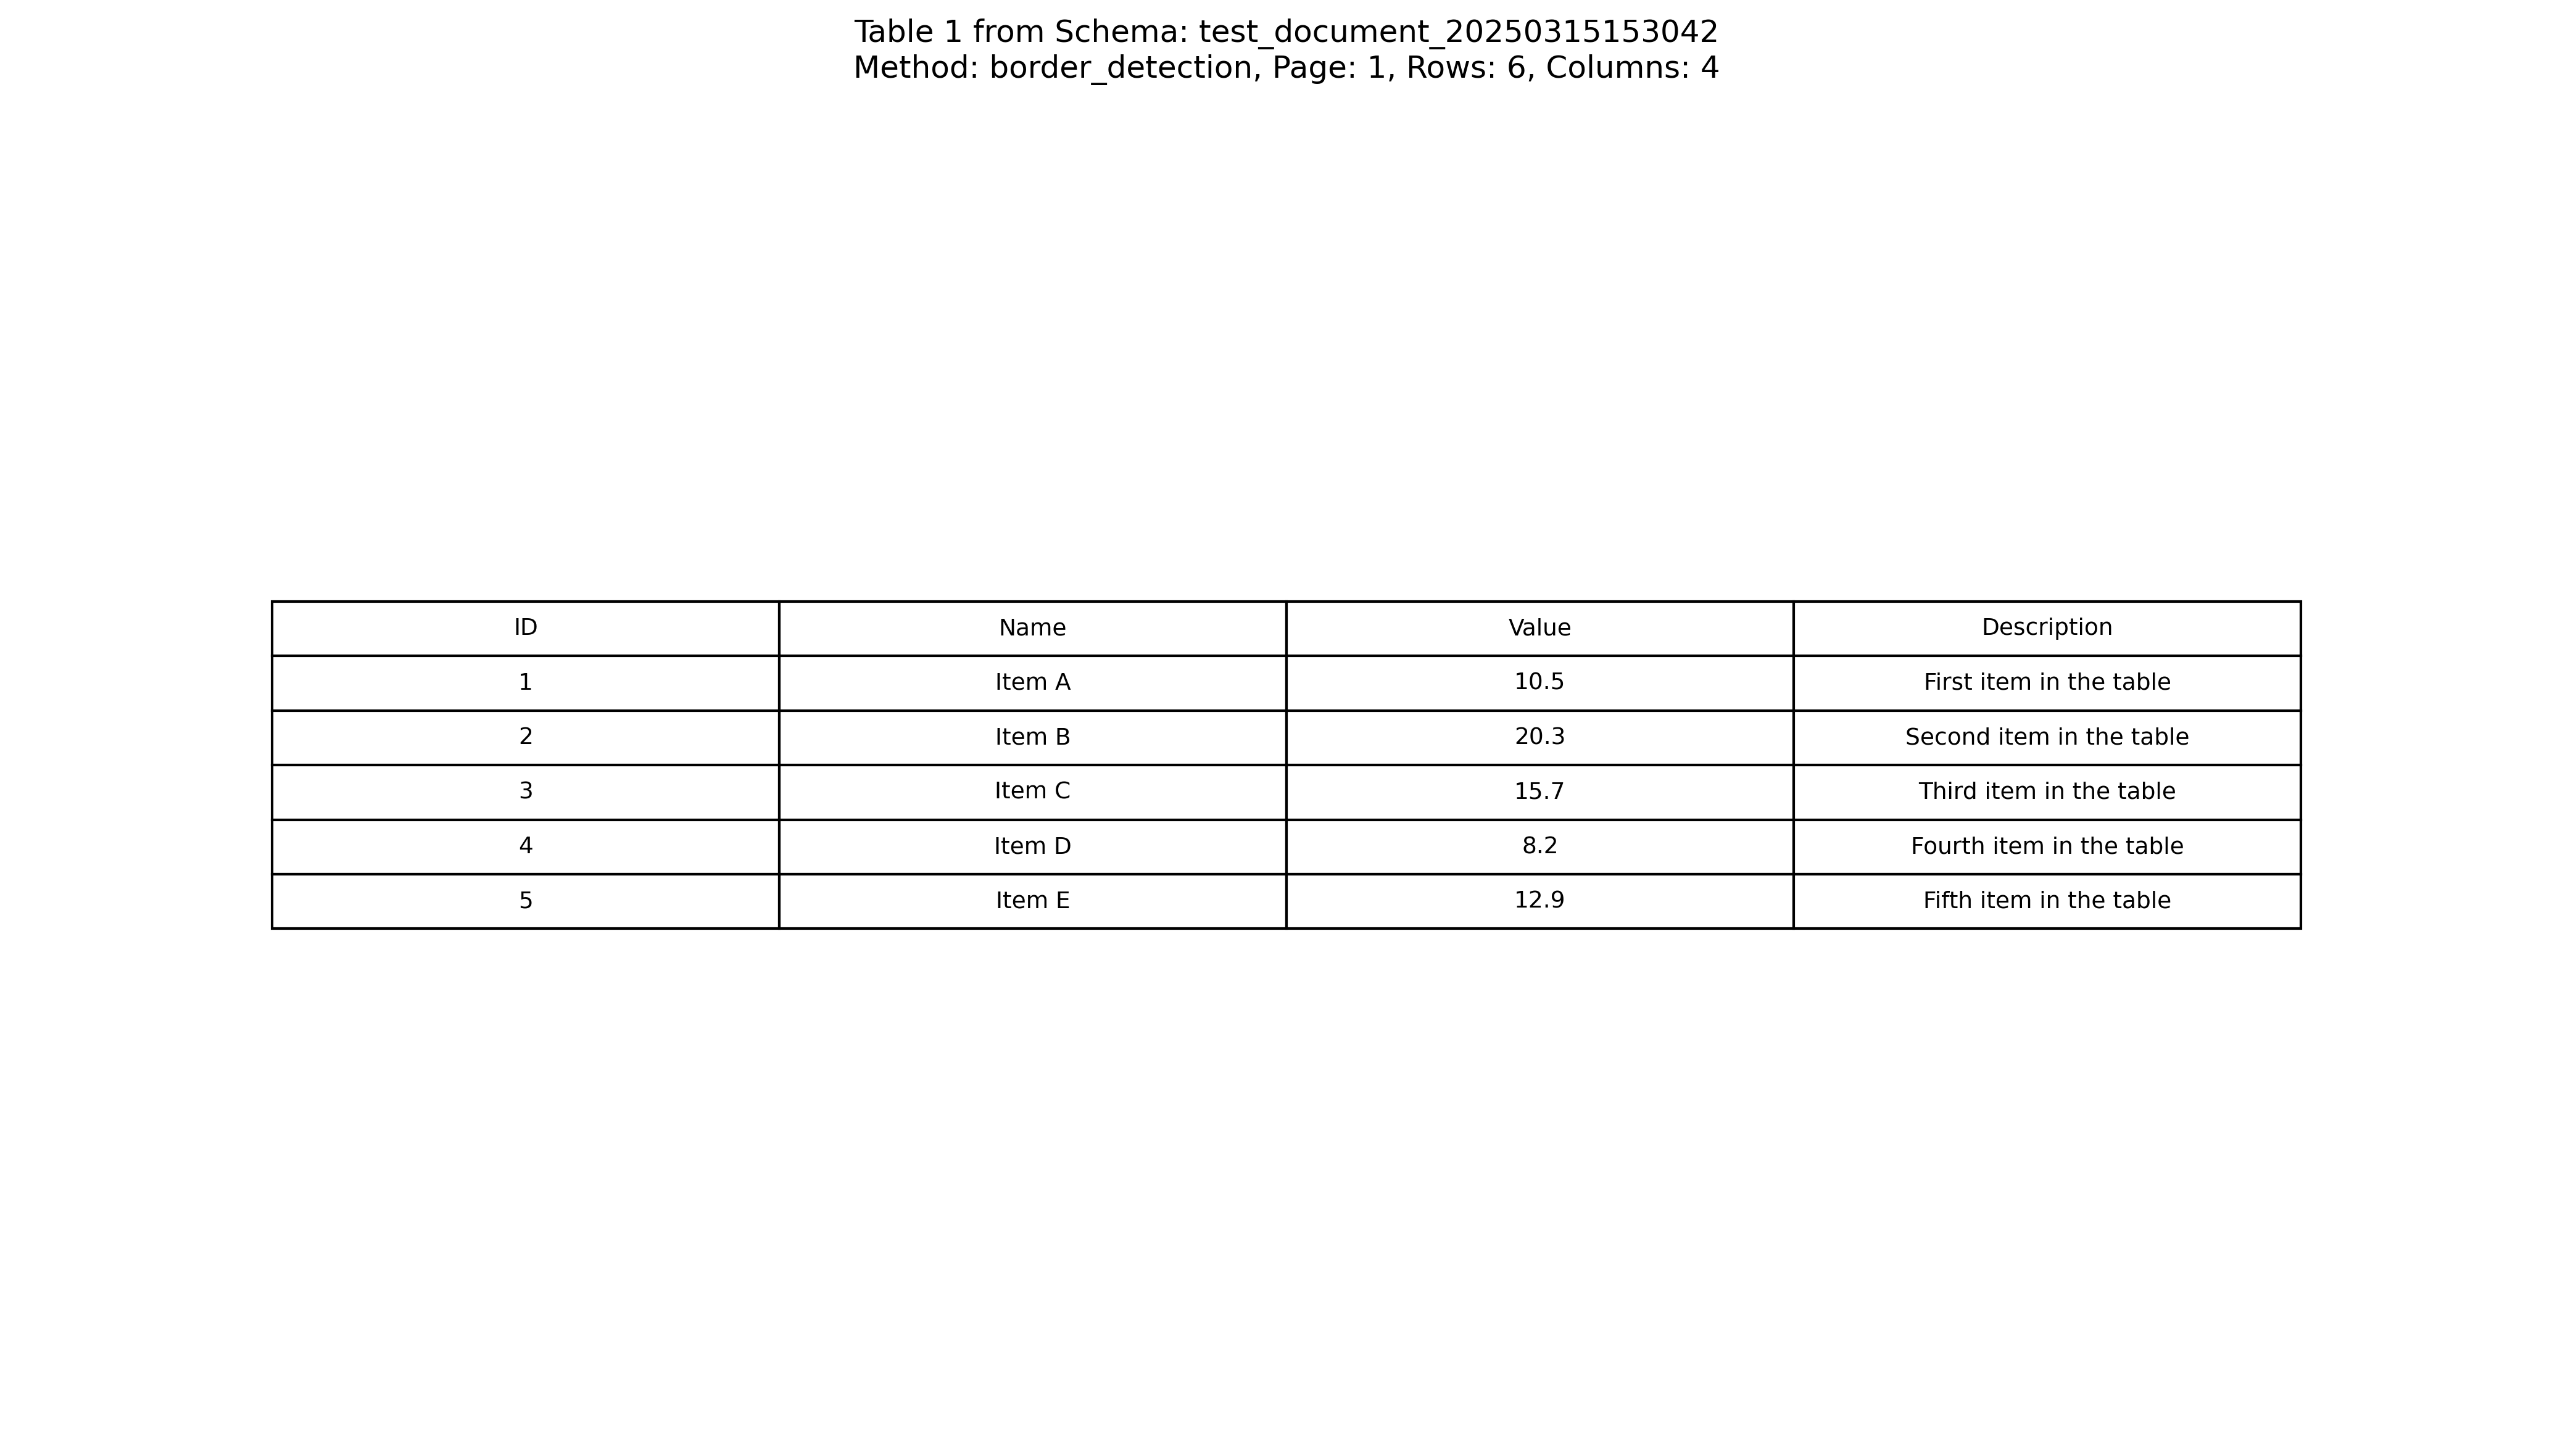 Table 1 from Schema: test_document_20250315153042
Method: border_detection, Page: 1, Rows: 6, Columns: 4
ID Name Value Description
1 Item A 10.5 First item in the table
2 Item B 20.3 Second item in the table
3 Item C 15.7 Third item in the table
4 Item D 8.2 Fourth item in the table
5 Item E 12.9 Fifth item in the table